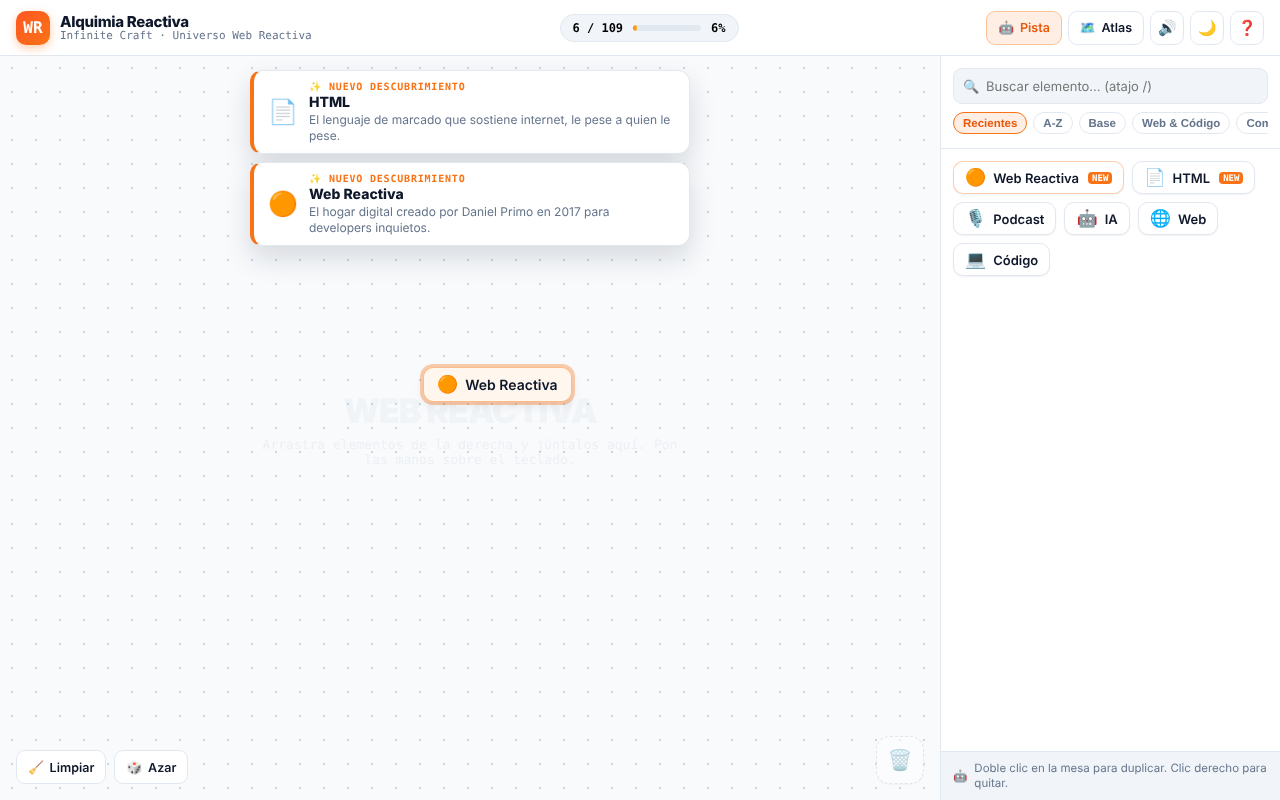 WR
Alquimia Reactiva
Infinite Craft · Universo Web Reactiva
6 / 109
6%
Pista
Atlas
✨ NUEVO DESCUBRIMIENTO
HTML
El lenguaje de marcado que sostiene internet, le pese a quien le
pese.
✨ NUEVO DESCUBRIMIENTO
Web Reactiva
El hogar digital creado por Daniel Primo en 2017 para
developers inquietos.
Web Reactiva
WEB REACTIVA
Arrastra elementos de la derecha y júntalos aquí. Pon
las manos sobre el teclado.
Limpiar
Azar
Buscar elemento... (atajo /)
Recientes
A-Z
Base
Web & Código
Com
Web Reactiva NEW
HTML NEW
Podcast
IA
Web
Código
Doble clic en la mesa para duplicar. Clic derecho para
quitar.